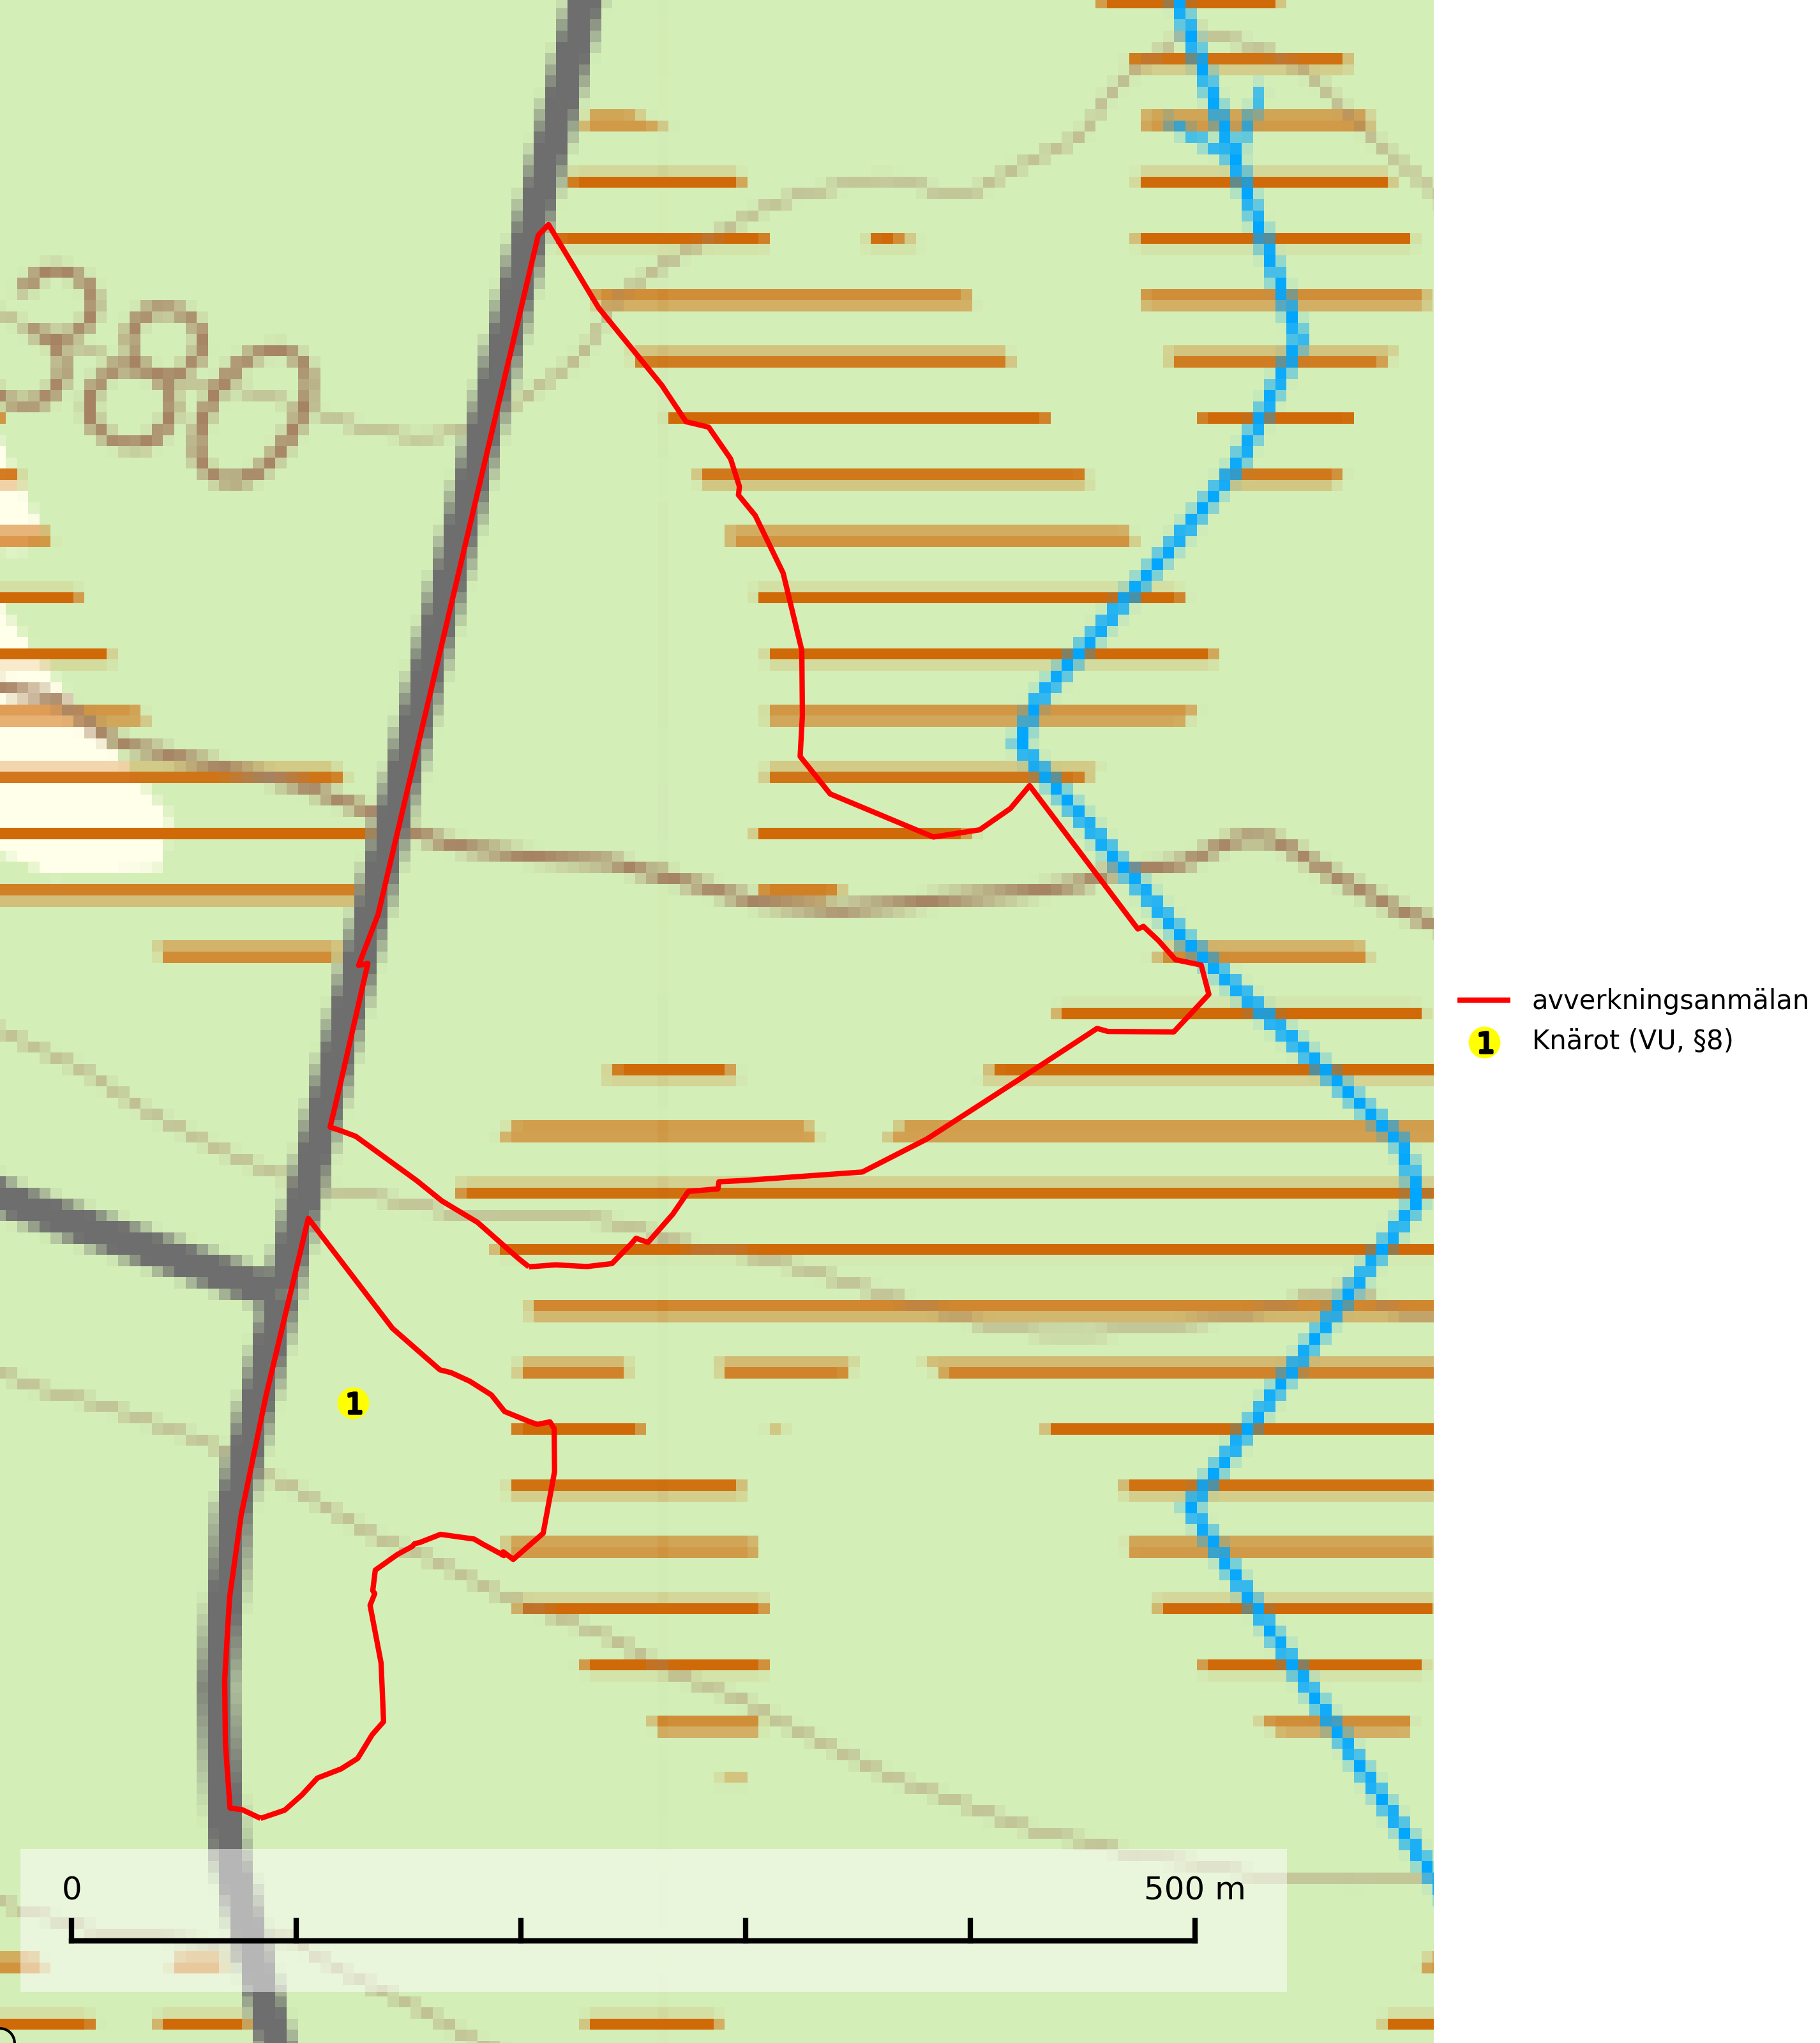 380
avverkningsanmälan
1 Knärot (VU, §8)
1
0 500 m